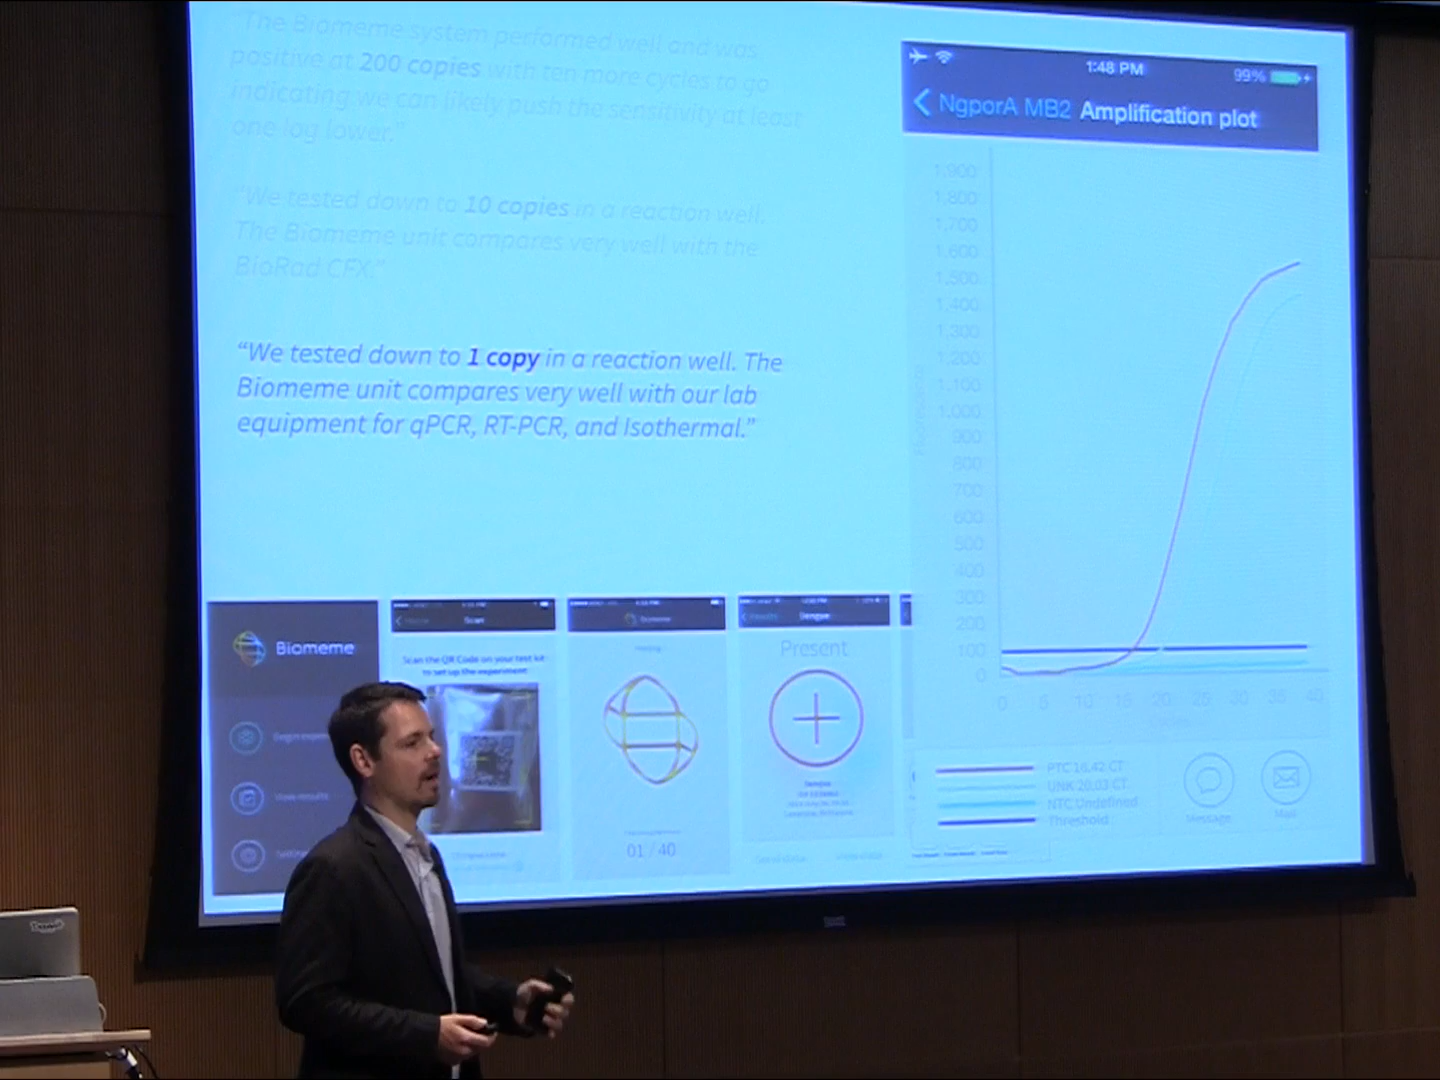 "The Biomeme system performed well and was
positive at 200 copies with ten more cycles to go
indicating we can likely push the sensitivity at least
one log lower."
"We tested down to 10 copies in a reaction well.
The Biomeme unit compares very well with the
BioRad CFX."
"We tested down to 1 copy in a reaction well. The
Biomeme unit compares very well with our lab
equipment for qPCR, RT-PCR, and Isothermal."
1:48 PM
99%
NgporA MB2 Amplification plot
1,900
1,800
1,700
1,600
1,500
1,400
1,300
1,200
1,100
1,000
900
800
700
600
500
400
300
200
100
0
0 5 10 15 20 25 30 35 40
PTC 16.42 CT
UNK 20.03 CT
NTC Undefined
Threshold
Message
Mail
Biomeme
View results
Scan
Scan the QR Code on your test kit
to set up the experiment
Biomeme
01 / 40
Results
Dengue
Present
Dengue